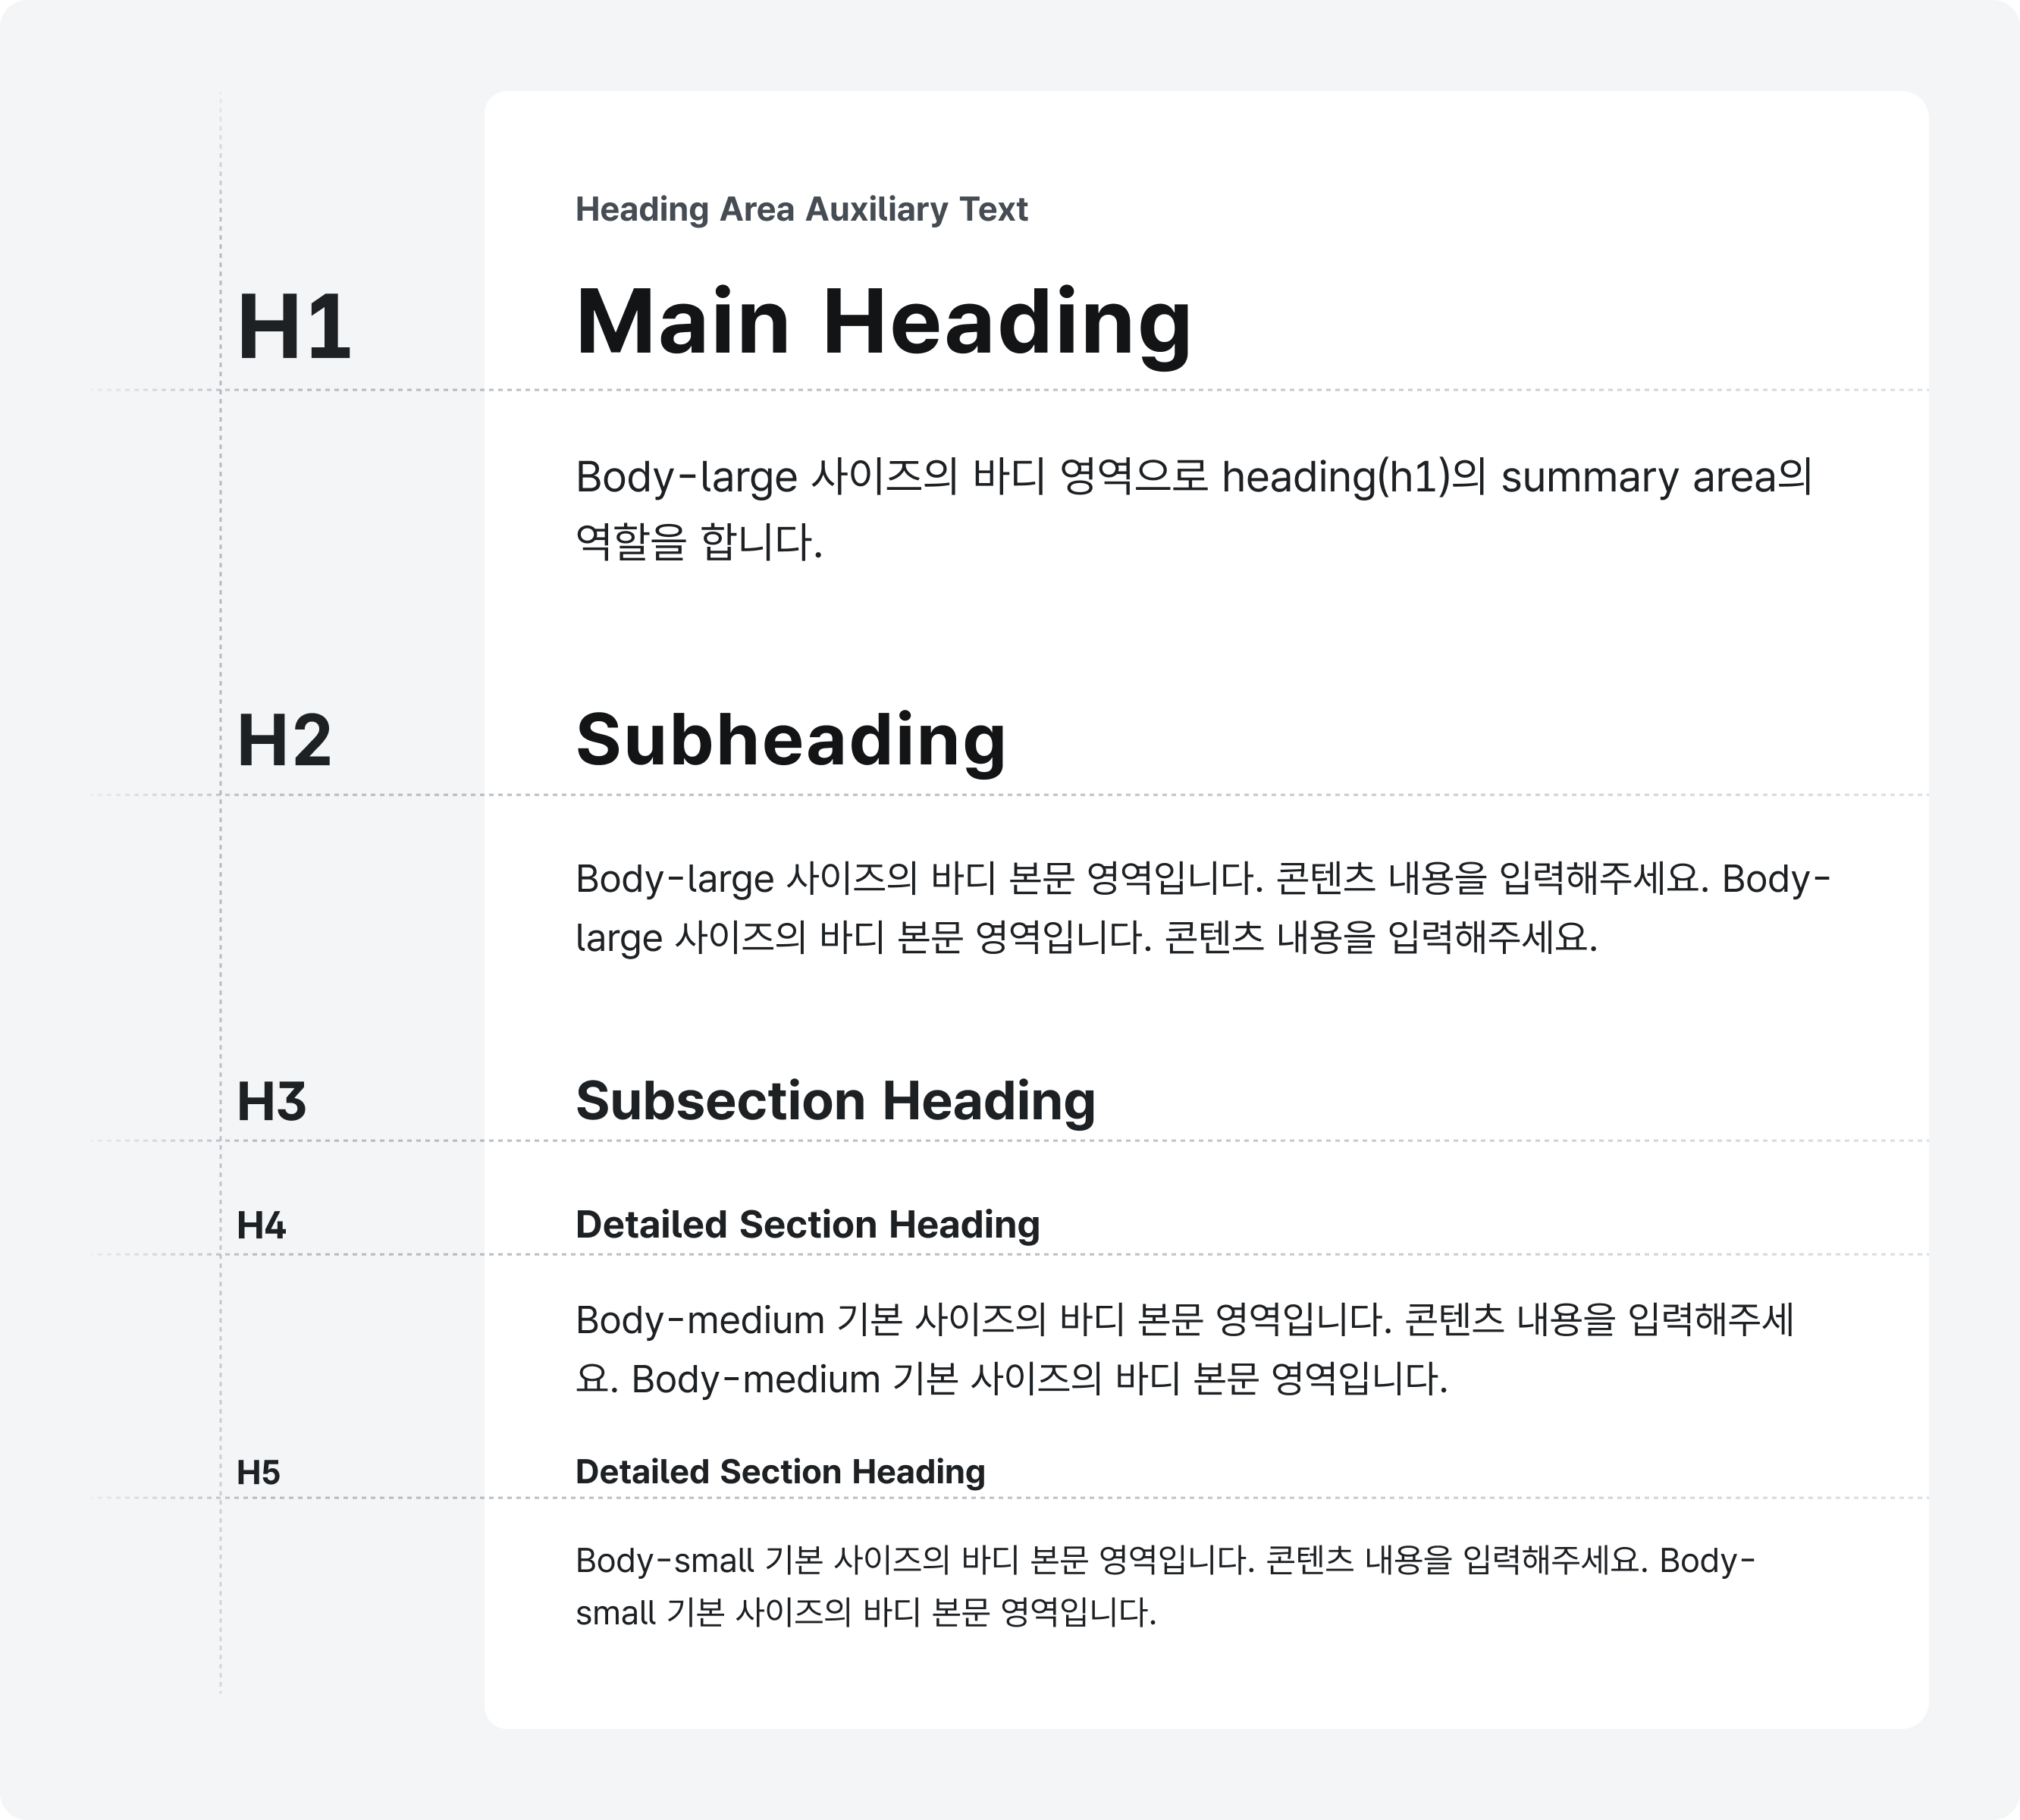 Heading Area Auxiliary Text
H1
Main Heading
Body-large 사이즈의 바디 영역으로 heading(h1)의 summary area의
역할을 합니다.
H2
Subheading
Body-large 사이즈의 바디 본문 영역입니다. 콘텐츠 내용을 입력해주세요. Body-
large 사이즈의 바디 본문 영역입니다. 콘텐츠 내용을 입력해주세요.
H3
Subsection Heading
H4
Detailed Section Heading
Body-medium 기본 사이즈의 바디 본문 영역입니다. 콘텐츠 내용을 입력해주세
요. Body-medium 기본 사이즈의 바디 본문 영역입니다.
H5
Detailed Section Heading
Body-small 기본 사이즈의 바디 본문 영역입니다. 콘텐츠 내용을 입력해주세요. Body-
small 기본 사이즈의 바디 본문 영역입니다.